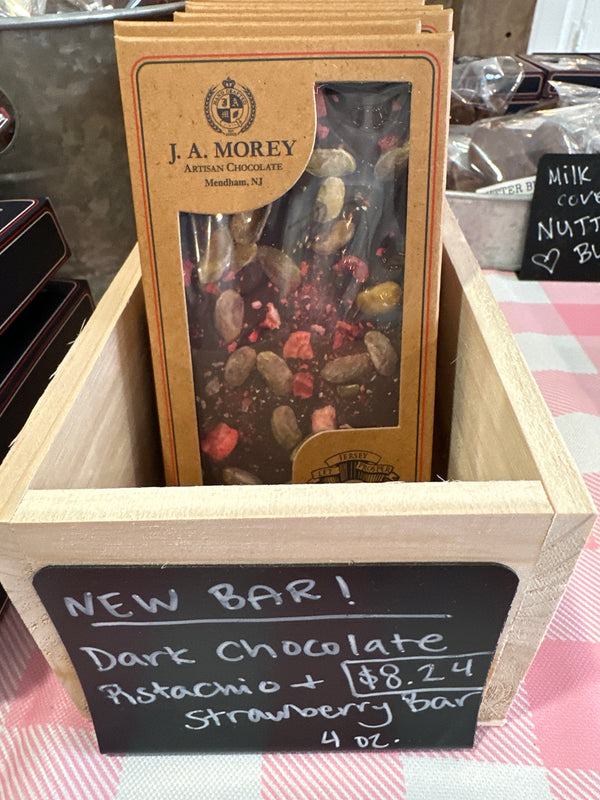 J. A. MOREY
ARTISAN CHOCOLATE
Mendham, NJ
JERSEY
MILK
COVE
NUTT
BU
NEW BAR!
Dark Chocolate
Pistachio + $8.24
Strawberry Bar
4 oz.